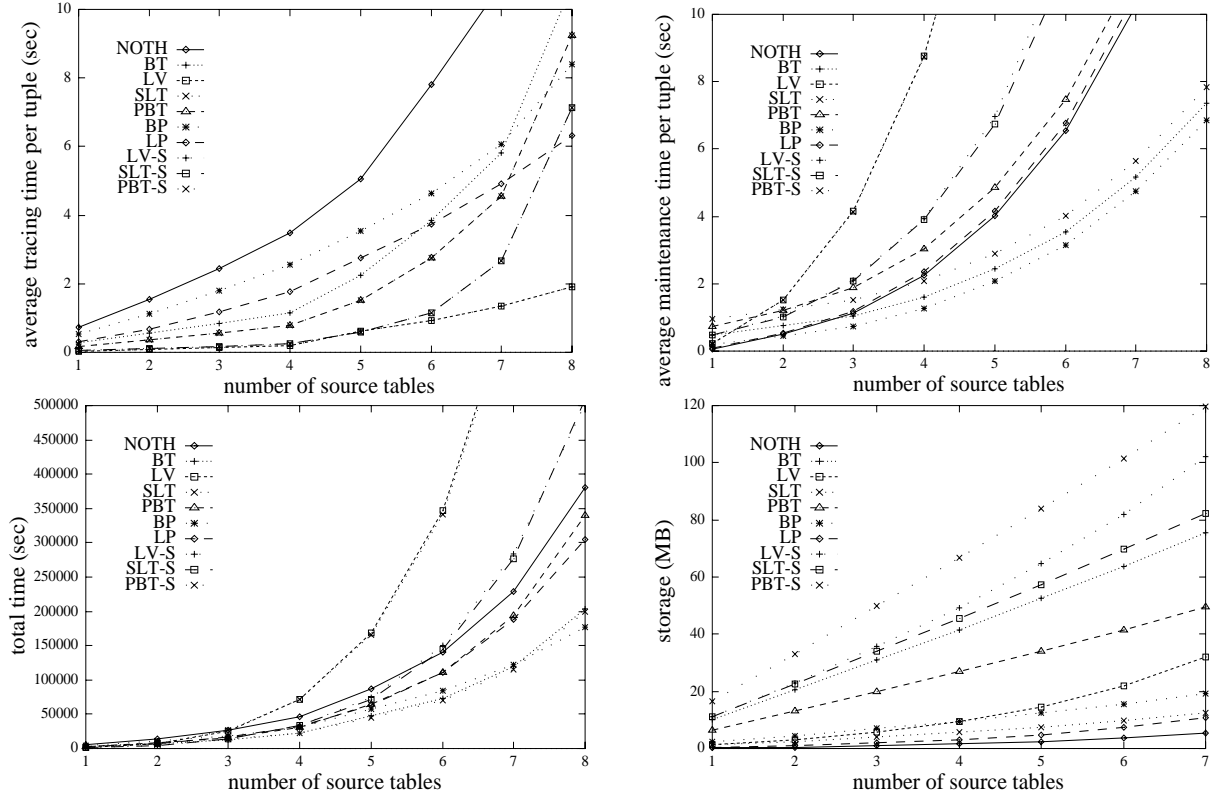 average tracing time per tuple (sec)
10
8
6
4
2
0
NOTH
BT
LV
SLT
PBT
BP
LP
LV-S
SLT-S
PBT-S
1 2 3 4 5 6 7 8
number of source tables
average maintenance time per tuple (sec)
10
8
6
4
2
0
NOTH
BT
LV
SLT
PBT
BP
LP
LV-S
SLT-S
PBT-S
1 2 3 4 5 6 7 8
number of source tables
total time (sec)
500000
450000
400000
350000
300000
250000
200000
150000
100000
50000
0
NOTH
BT
LV
SLT
PBT
BP
LP
LV-S
SLT-S
PBT-S
1 2 3 4 5 6 7 8
number of source tables
storage (MB)
120
100
80
60
40
20
0
NOTH
BT
LV
SLT
PBT
BP
LP
LV-S
SLT-S
PBT-S
1 2 3 4 5 6 7
number of source tables